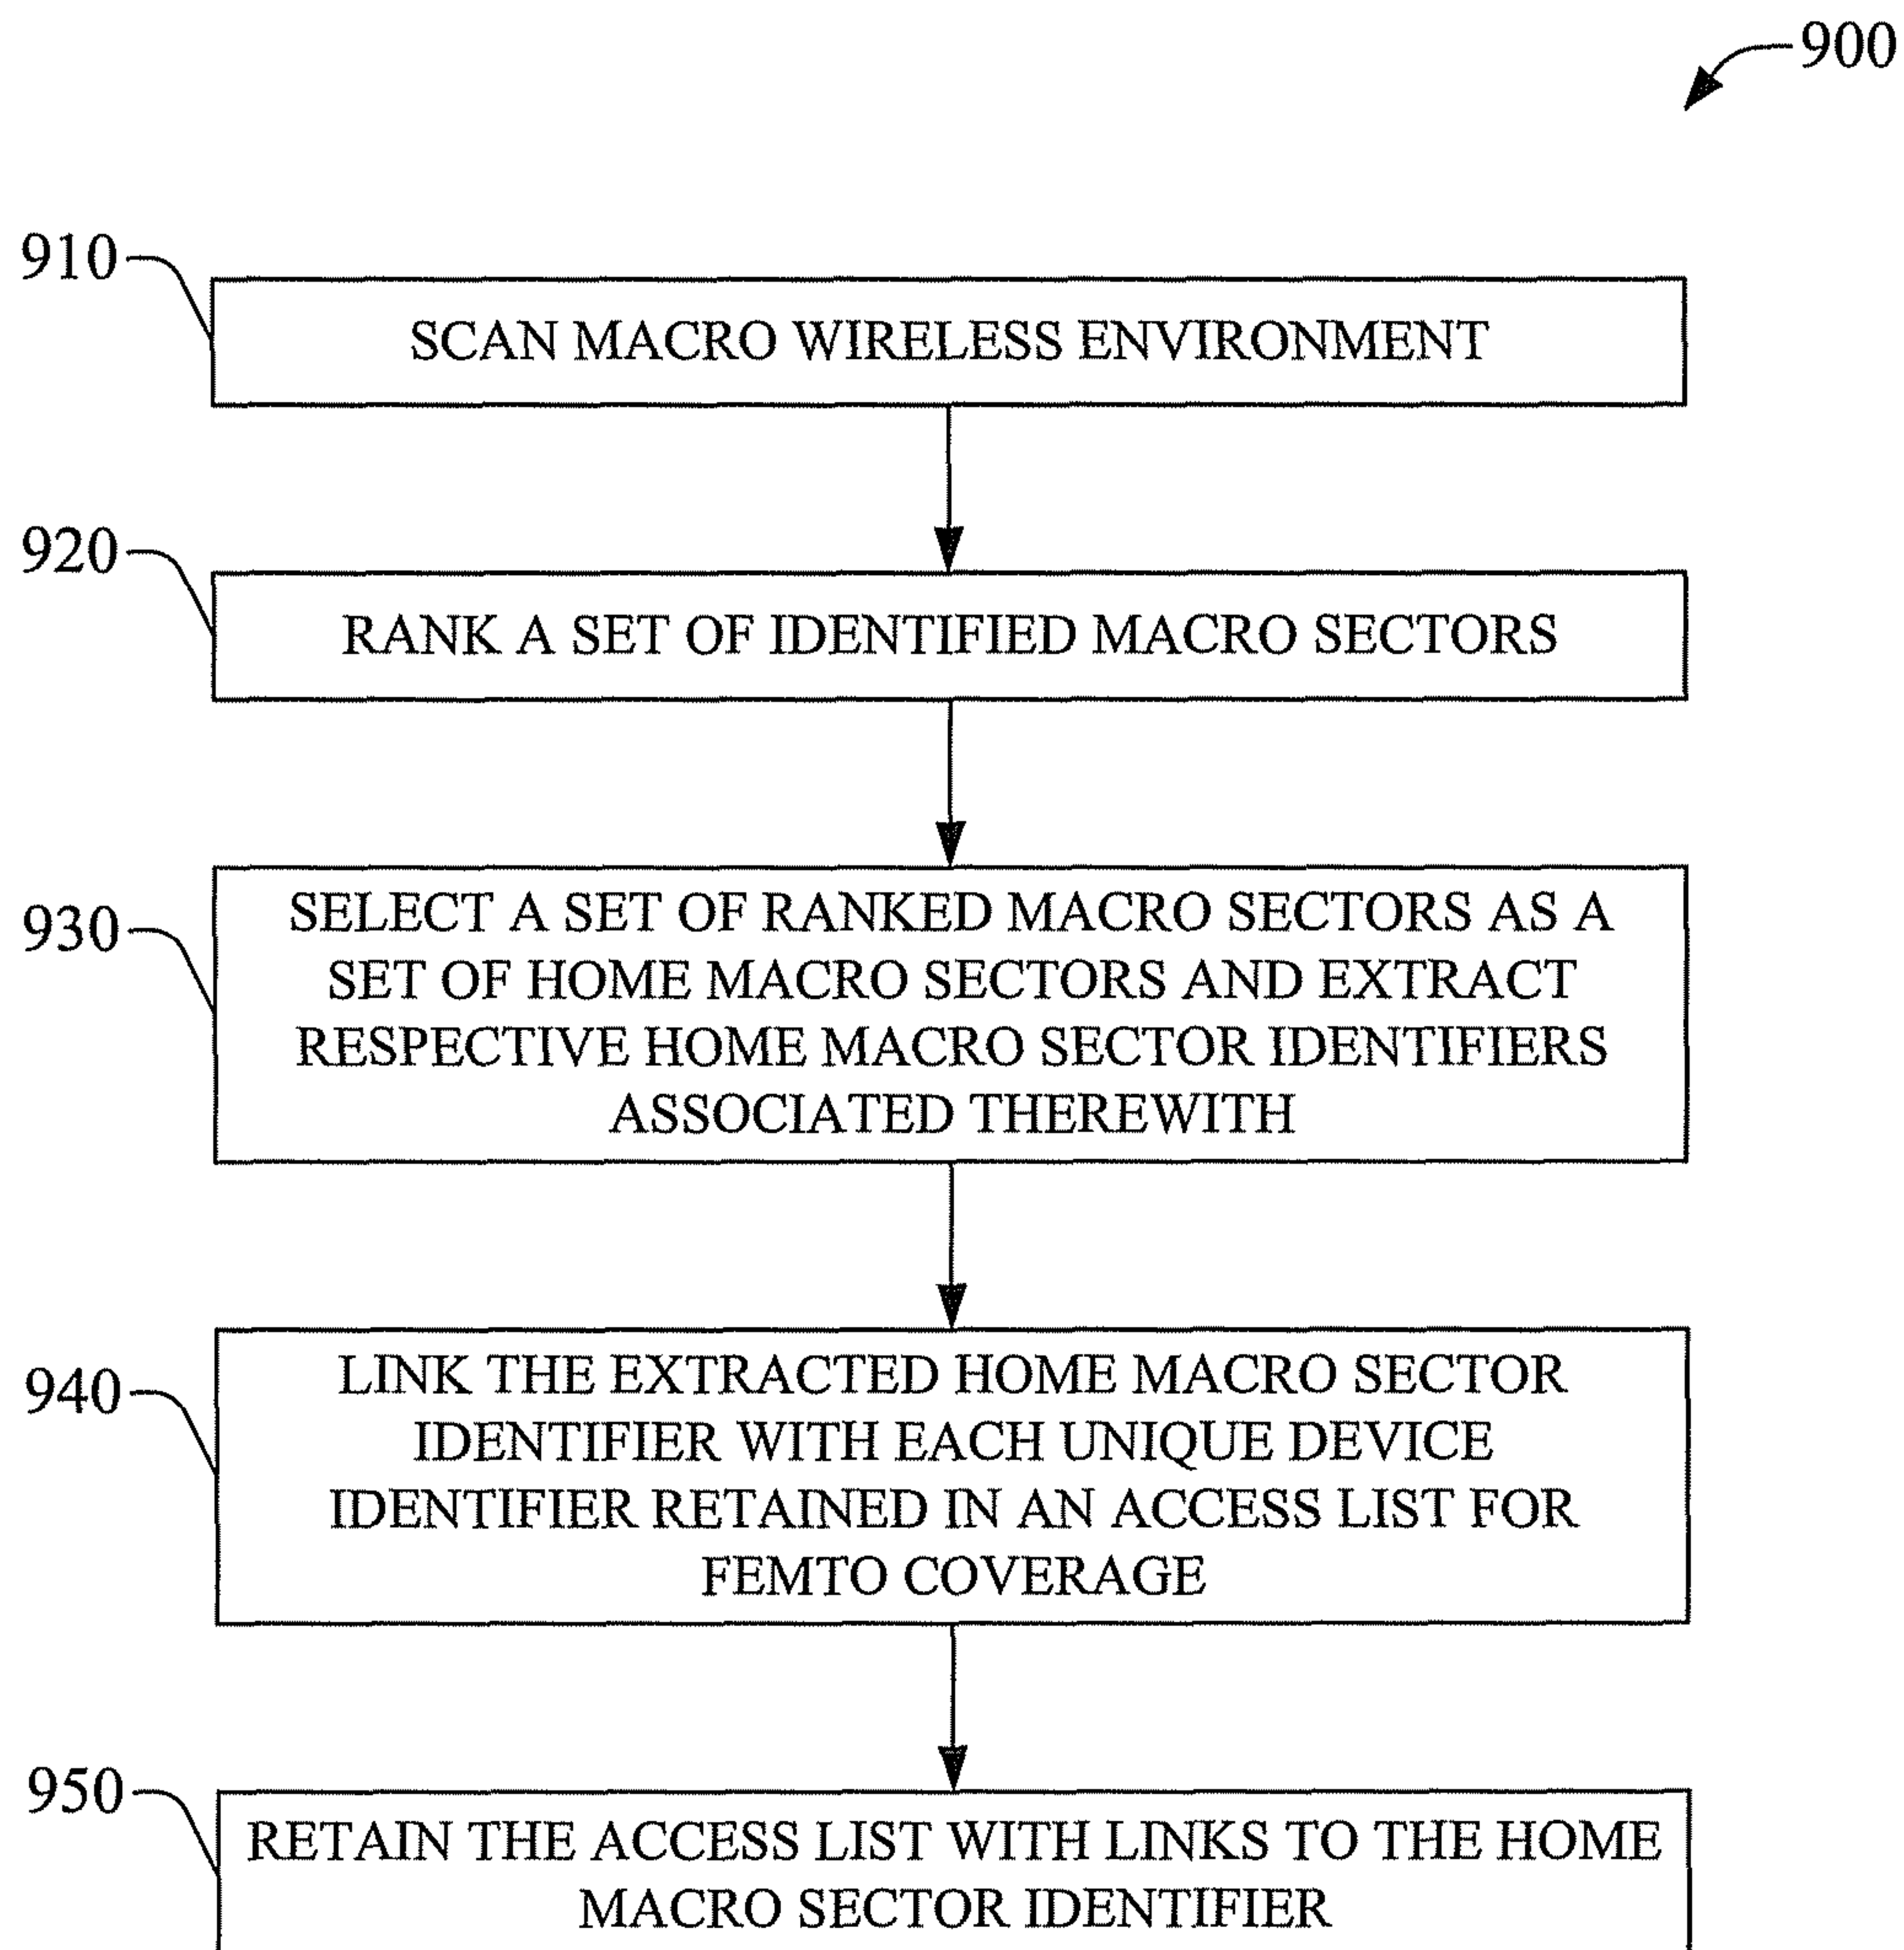 900
910
SCAN MACRO WIRELESS ENVIRONMENT
920
RANK A SET OF IDENTIFIED MACRO SECTORS
930
SELECT A SET OF RANKED MACRO SECTORS AS A
SET OF HOME MACRO SECTORS AND EXTRACT
RESPECTIVE HOME MACRO SECTOR IDENTIFIERS
ASSOCIATED THEREWITH
940
LINK THE EXTRACTED HOME MACRO SECTOR
IDENTIFIER WITH EACH UNIQUE DEVICE
IDENTIFIER RETAINED IN AN ACCESS LIST FOR
FEMTO COVERAGE
950
RETAIN THE ACCESS LIST WITH LINKS TO THE HOME
MACRO SECTOR IDENTIFIER